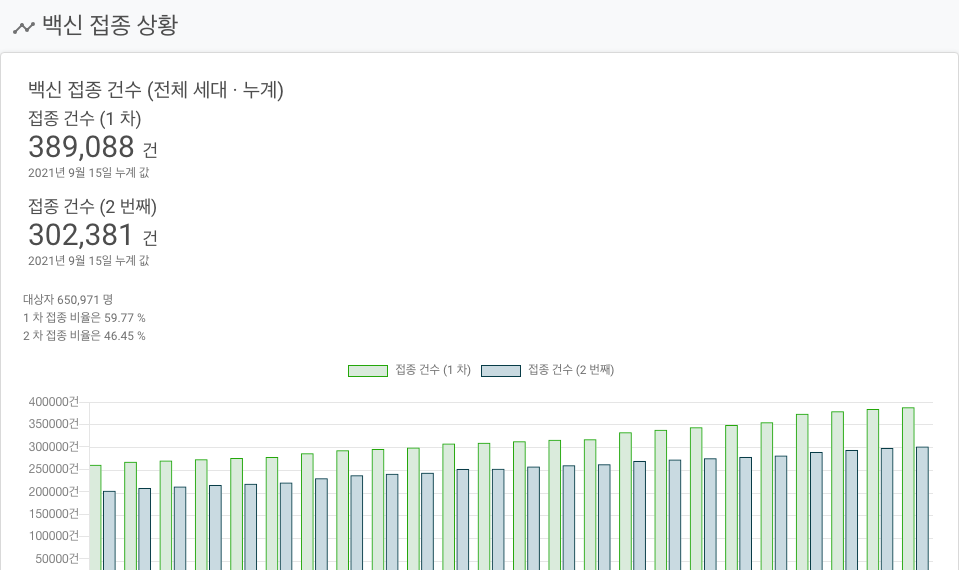 백신 접종 상황
백신 접종 건수 (전체 세대 · 누계)
접종 건수 (1 차)
389,088 건
2021년 9월 15일 누계 값
접종 건수 (2 번째)
302,381 건
2021년 9월 15일 누계 값
대상자 650,971 명
1 차 접종 비율은 59.77 %
2 차 접종 비율은 46.45 %
접종 건수 (1 차) 접종 건수 (2 번째)
400000건
350000건
300000건
250000건
200000건
150000건
100000건
50000건